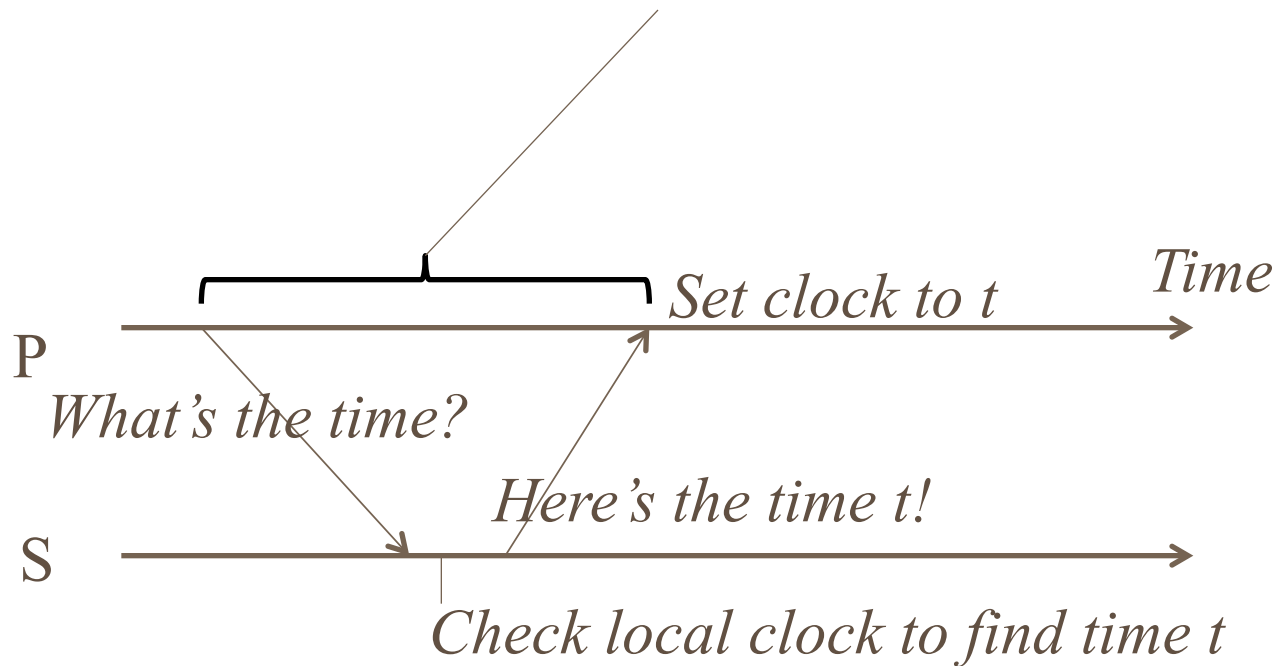 Time
Set clock to t
P
What’s the time?
Here’s the time t!
S
Check local clock to find time t